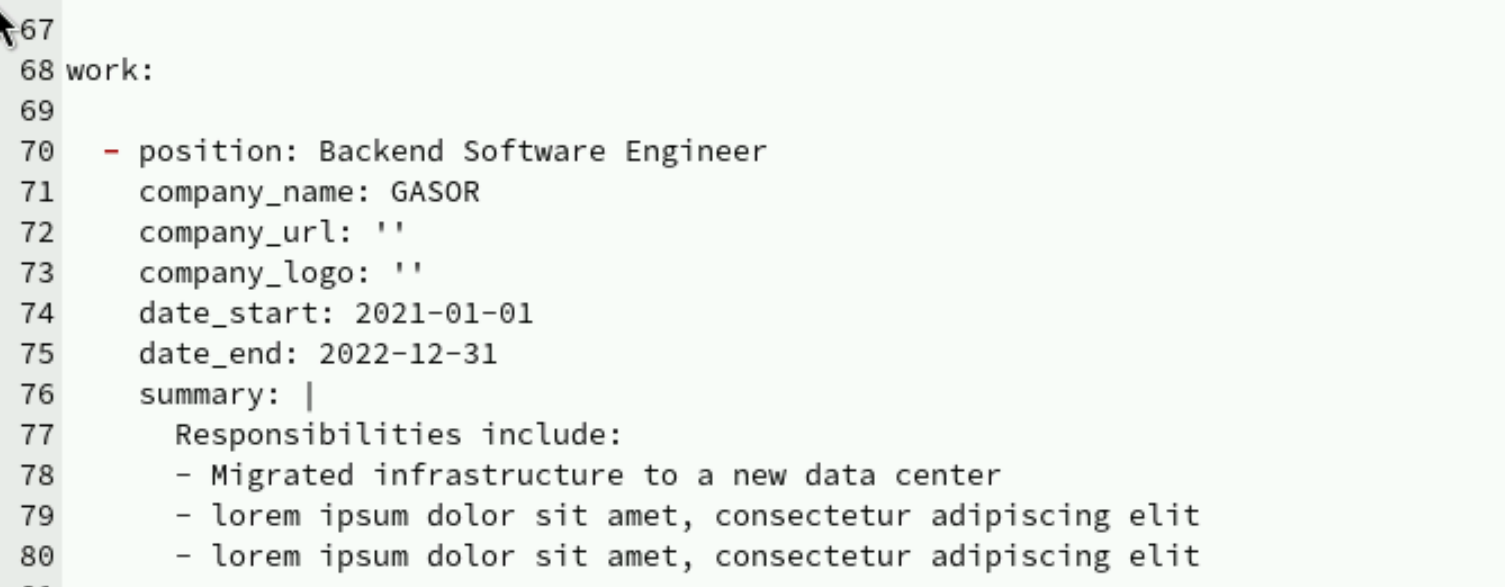 67
68 work:
69
70   - position: Backend Software Engineer
71     company_name: GASOR
72     company_url: ''
73     company_logo: ''
74     date_start: 2021-01-01
75     date_end: 2022-12-31
76     summary: |
77       Responsibilities include:
78       - Migrated infrastructure to a new data center
79       - lorem ipsum dolor sit amet, consectetur adipiscing elit
80       - lorem ipsum dolor sit amet, consectetur adipiscing elit